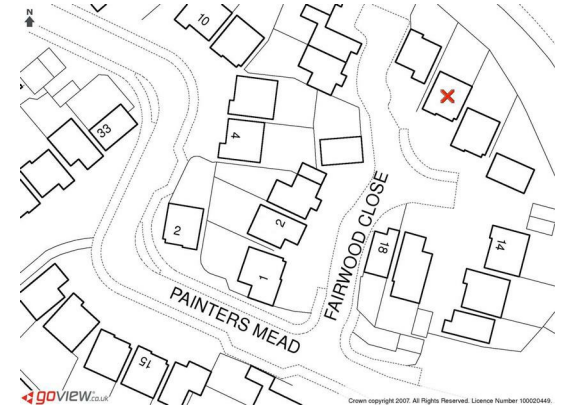 N
10
33
4
2
2
1
18
14
FAIRWOOD CLOSE
PAINTERS MEAD
15
goview.co.uk
Crown copyright 2007. All Rights Reserved. Licence Number 100020449.